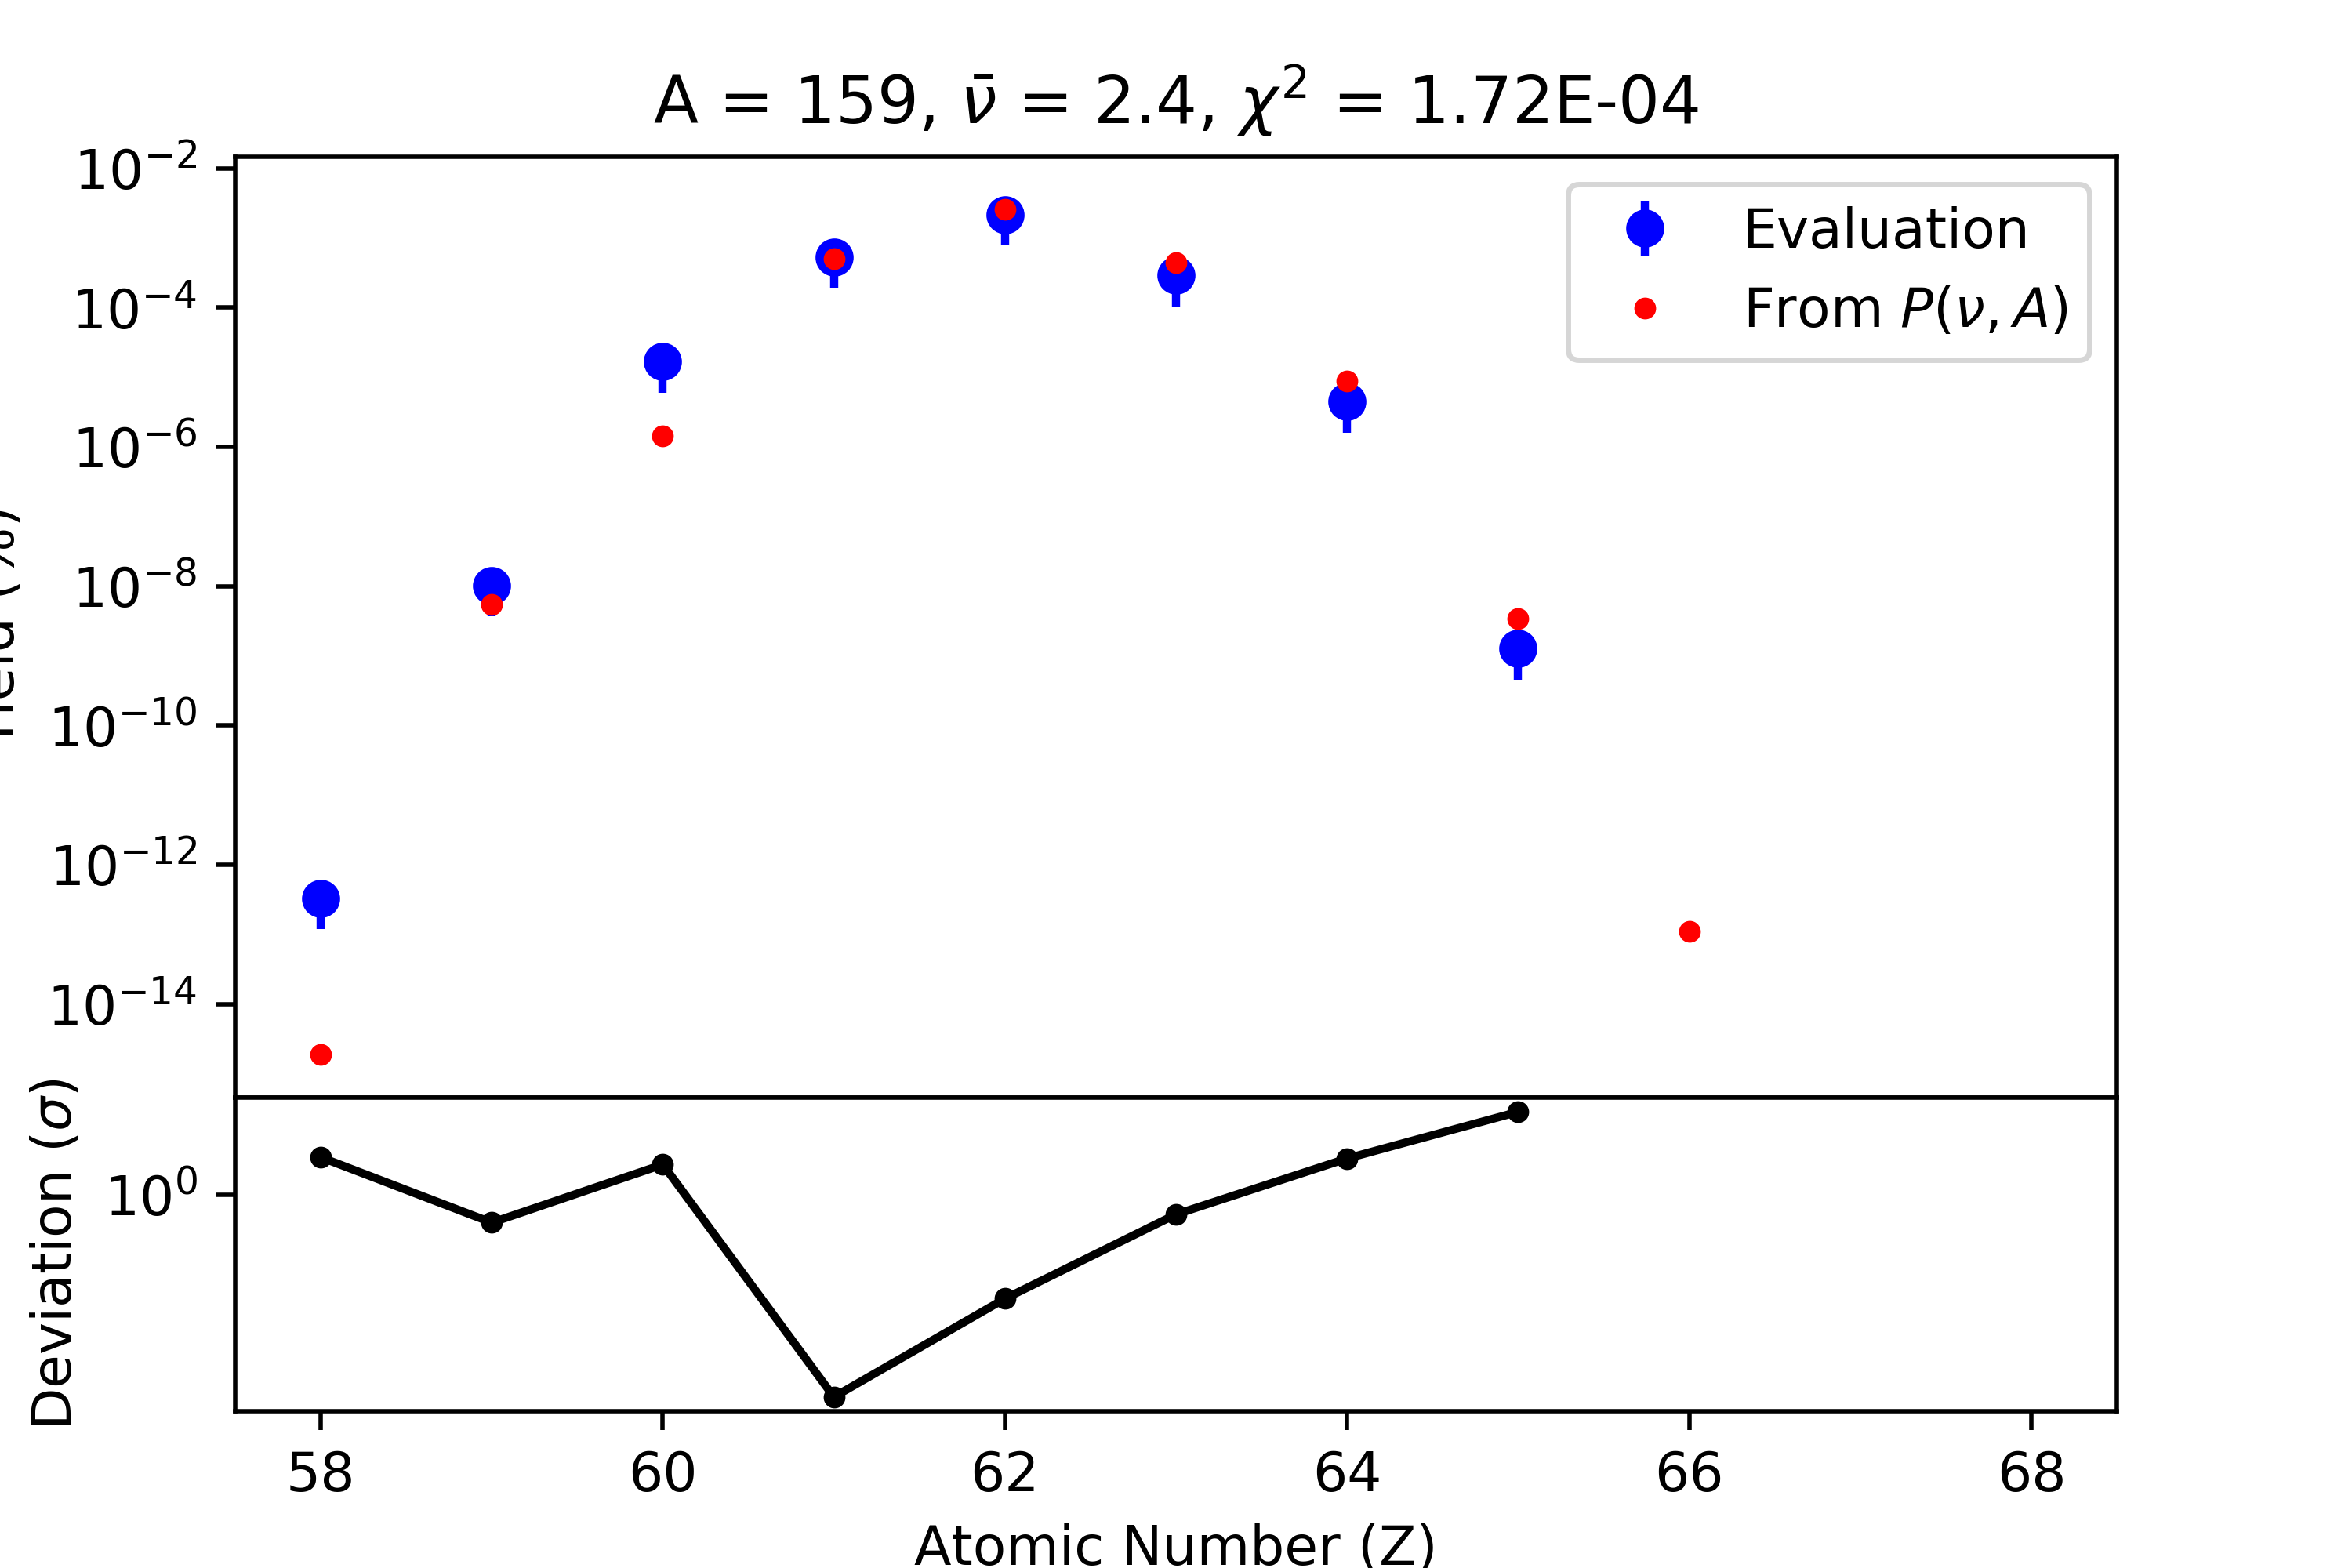 A = 159, ν̄ = 2.4, χ² = 1.72E-04
10⁻²
10⁻⁴
10⁻⁶
10⁻⁸
10⁻¹⁰
10⁻¹²
10⁻¹⁴
Evaluation
From P(ν, A)
(%)
Deviation (σ)
10⁰
58 60 62 64 66 68
Atomic Number (Z)